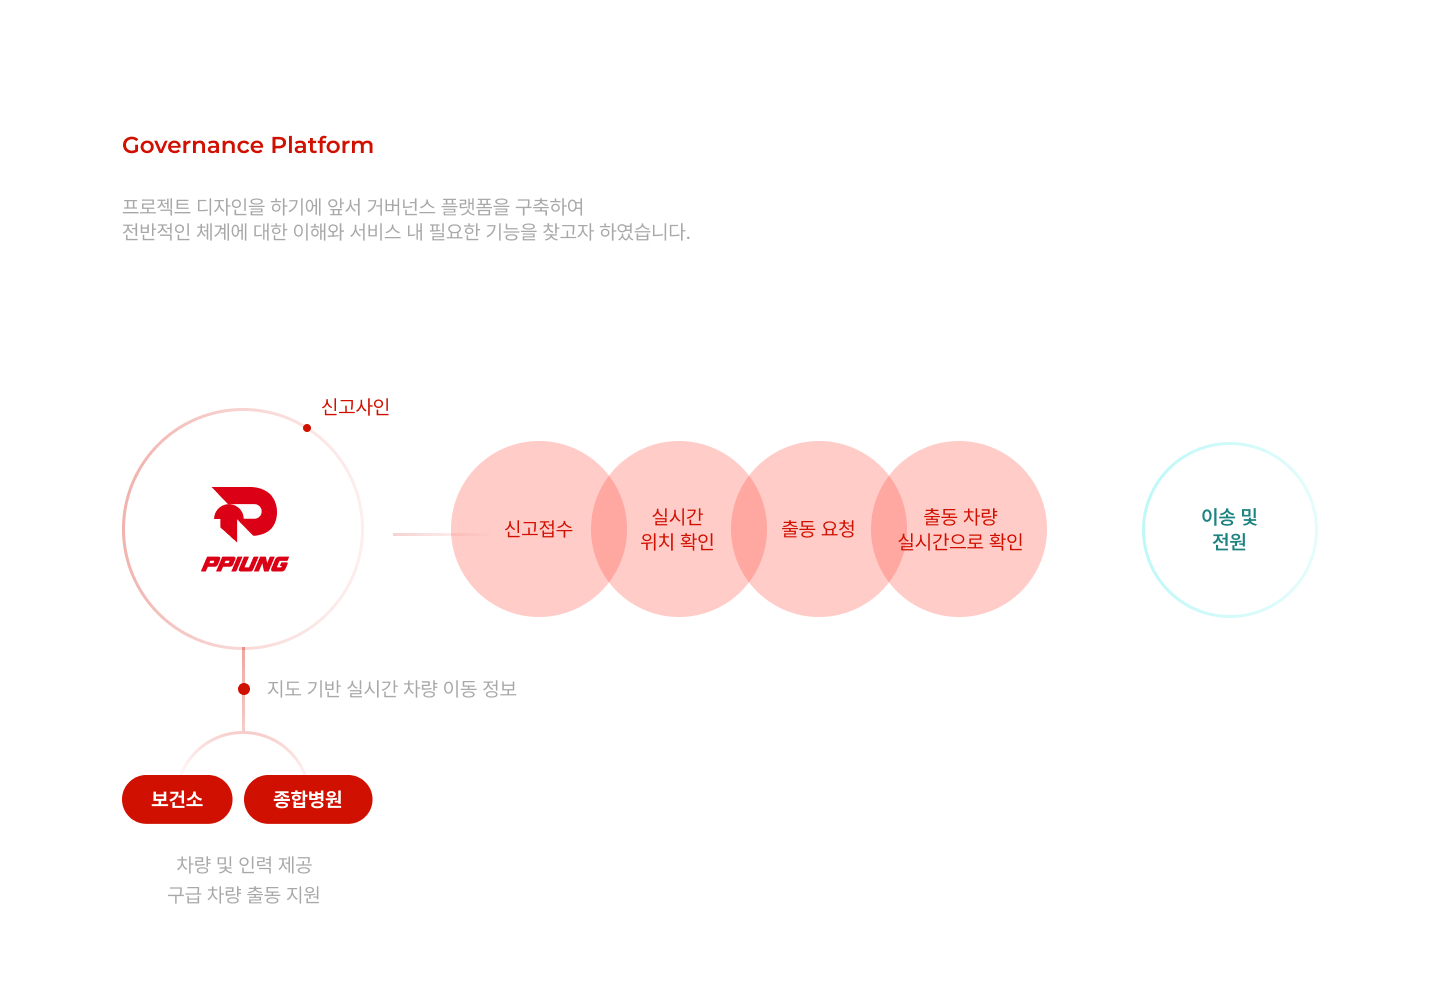 Governance Platform
프로젝트 디자인을 하기에 앞서 거버넌스 플랫폼을 구축하여
전반적인 체계에 대한 이해와 서비스 내 필요한 기능을 찾고자 하였습니다.
신고사인
PPIUNG
신고접수
실시간
위치 확인
출동 요청
출동 차량
실시간으로 확인
이송 및
전원
지도 기반 실시간 차량 이동 정보
보건소
종합병원
차량 및 인력 제공
구급 차량 출동 지원